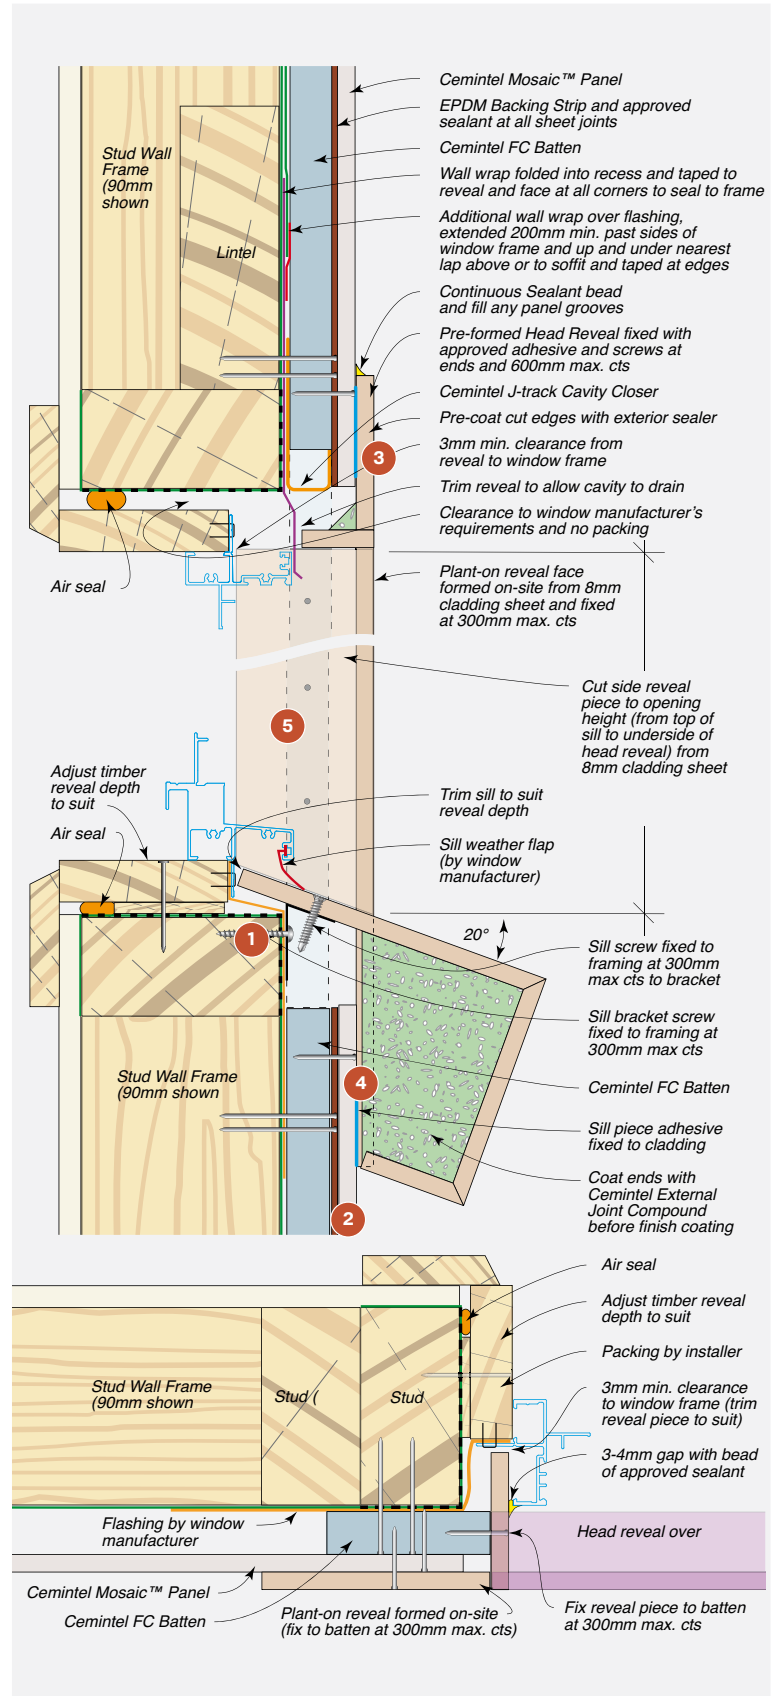 Cemintel Mosaic™ Panel
EPDM Backing Strip and approved
sealant at all sheet joints
Cemintel FC Batten
Wall wrap folded into recess and taped to
reveal and face at all corners to seal to frame
Additional wall wrap over flashing,
extended 200mm min. past sides of
window frame and up and under nearest
lap above or to soffit and taped at edges
Continuous Sealant bead
and fill any panel grooves
Pre-formed Head Reveal fixed with
approved adhesive and screws at
ends and 600mm max. cts
Cemintel J-track Cavity Closer
Pre-coat cut edges with exterior sealer
3mm min. clearance from
reveal to window frame
Trim reveal to allow cavity to drain
Clearance to window manufacturer's
requirements and no packing
Plant-on reveal face
formed on-site from 8mm
cladding sheet and fixed
at 300mm max. cts
Cut side reveal
piece to opening
height (from top of
sill to underside of
head reveal) from
8mm cladding sheet
Stud Wall
Frame
(90mm
shown
Lintel
3
Air seal
5
Adjust timber
reveal depth
to suit
Air seal
Trim sill to suit
reveal depth
Sill weather flap
(by window
manufacturer)
20°
1
Sill screw fixed to
framing at 300mm
max cts to bracket
Sill bracket screw
fixed to framing at
300mm max cts
Stud Wall Frame
(90mm shown
Cemintel FC Batten
4
Sill piece adhesive
fixed to cladding
Coat ends with
Cemintel External
Joint Compound
before finish coating
2
Air seal
Adjust timber reveal
depth to suit
Packing by installer
3mm min. clearance
to window frame (trim
reveal piece to suit)
3-4mm gap with bead
of approved sealant
Stud Wall Frame
(90mm shown
Stud (
Stud
Flashing by window
manufacturer
Head reveal over
Cemintel Mosaic™ Panel
Cemintel FC Batten
Plant-on reveal formed on-site
(fix to batten at 300mm max. cts)
Fix reveal piece to batten
at 300mm max. cts